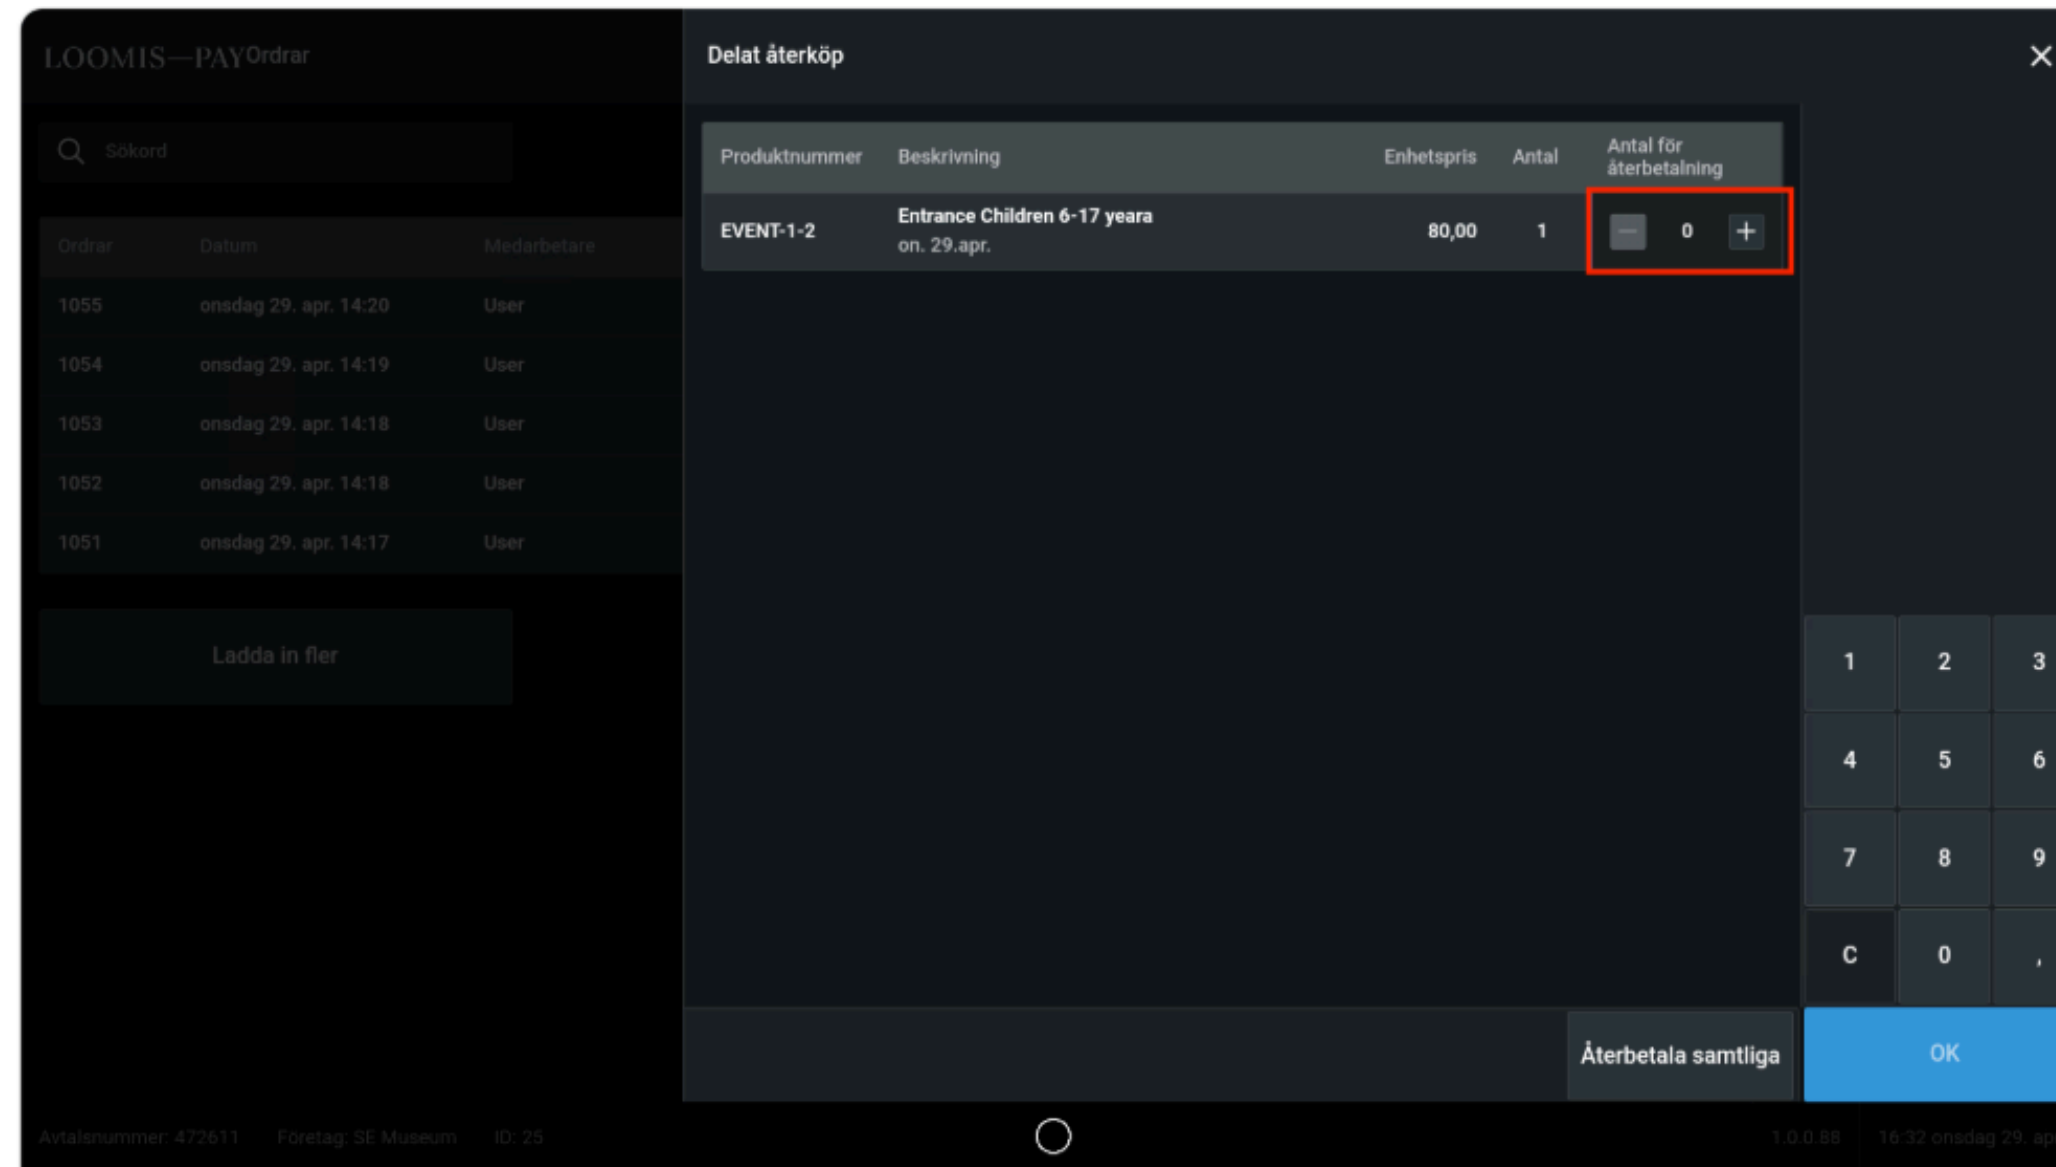 LOOMIS—PAY Ordrar
Sökord
Ordrar Datum Medarbetare
1055 onsdag 29. apr. 14:20 User
1054 onsdag 29. apr. 14:19 User
1053 onsdag 29. apr. 14:18 User
1052 onsdag 29. apr. 14:18 User
1051 onsdag 29. apr. 14:17 User
Ladda in fler
Delat återköp
Produktnummer Beskrivning Enhetspris Antal Antal för
återbetalning
EVENT-1-2 Entrance Children 6-17 yeara 80,00 1 — 0 +
on. 29.apr.
1 2 3
4 5 6
7 8 9
C 0 ,
Återbetala samtliga OK
Avtalsnummer: 472611 Företag: SE Museum ID: 25 1.0.0.88 16:32 onsdag 29.